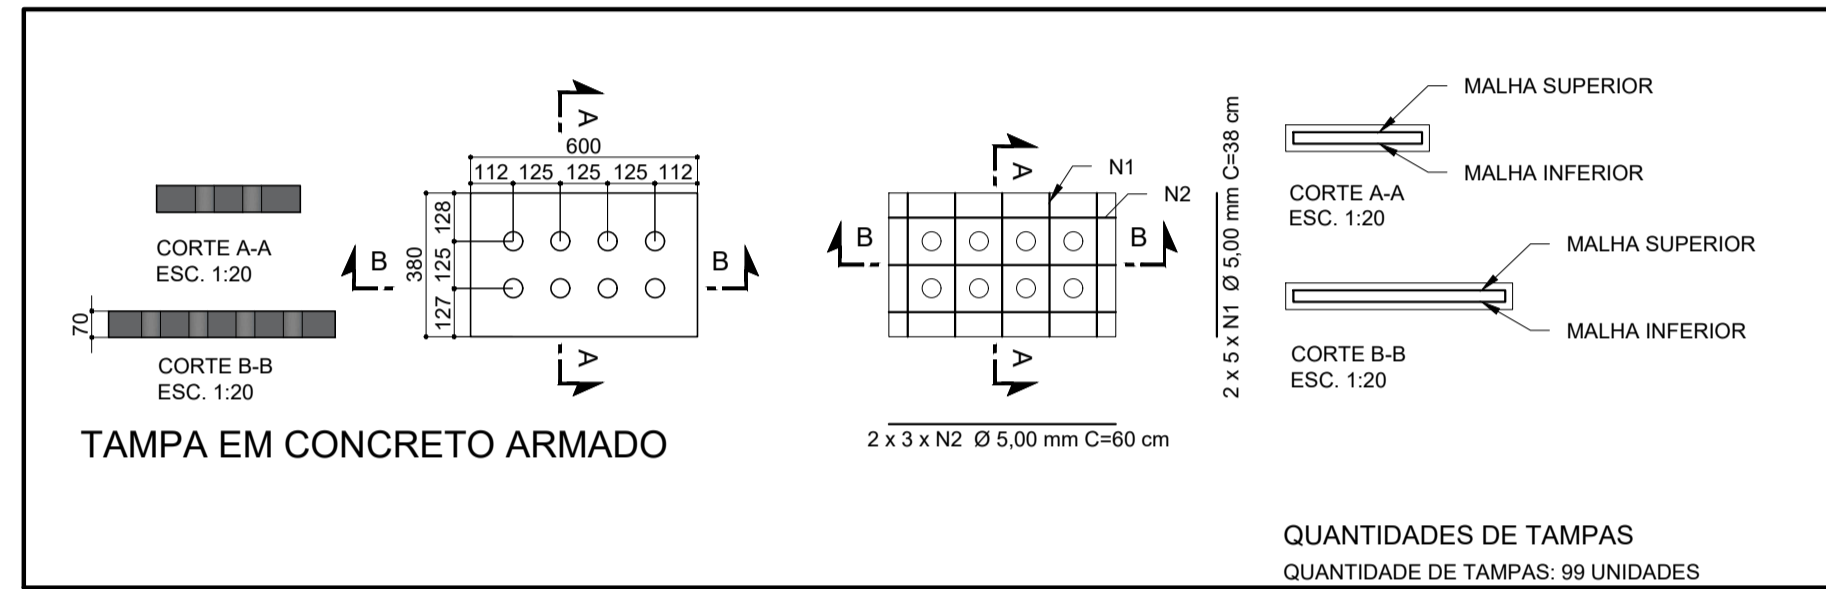 CORTE A-A
ESC. 1:20
70
CORTE B-B
ESC. 1:20
TAMPA EM CONCRETO ARMADO
A
600
112 125 125 125 112
380
128
125
127
B
B
A
A
N1
N2
B
B
A
2 x 3 x N2 Ø 5,00 mm C=60 cm
2 x 5 x N1 Ø 5,00 mm C=38 cm
MALHA SUPERIOR
MALHA INFERIOR
CORTE A-A
ESC. 1:20
MALHA SUPERIOR
MALHA INFERIOR
CORTE B-B
ESC. 1:20
QUANTIDADES DE TAMPAS
QUANTIDADE DE TAMPAS: 99 UNIDADES